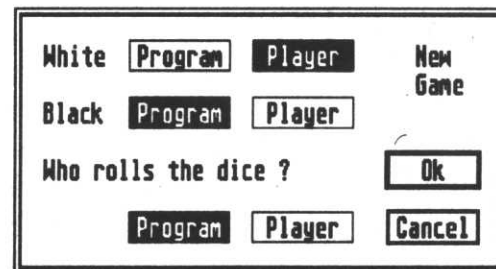 White Program Player New
Game
Black Program Player
Who rolls the dice ? Ok
Program Player Cancel